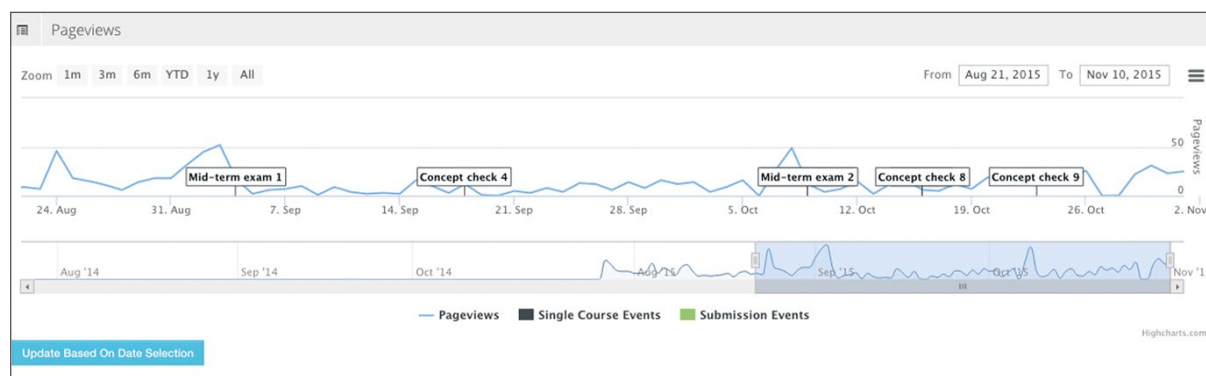 Pageviews
Zoom 1m 3m 6m YTD 1y All From Aug 21, 2015 To Nov 10, 2015
Pageviews
50
0
Mid-term exam 1 Concept check 4 Mid-term exam 2 Concept check 8 Concept check 9
24. Aug 31. Aug 7. Sep 14. Sep 21. Sep 28. Sep 5. Oct 12. Oct 19. Oct 26. Oct 2. Nov
Aug '14 Sep '14 Oct '14 Aug '15 Sep '15 Oct '15 Nov '1
Pageviews Single Course Events Submission Events
Highcharts.com
Update Based On Date Selection